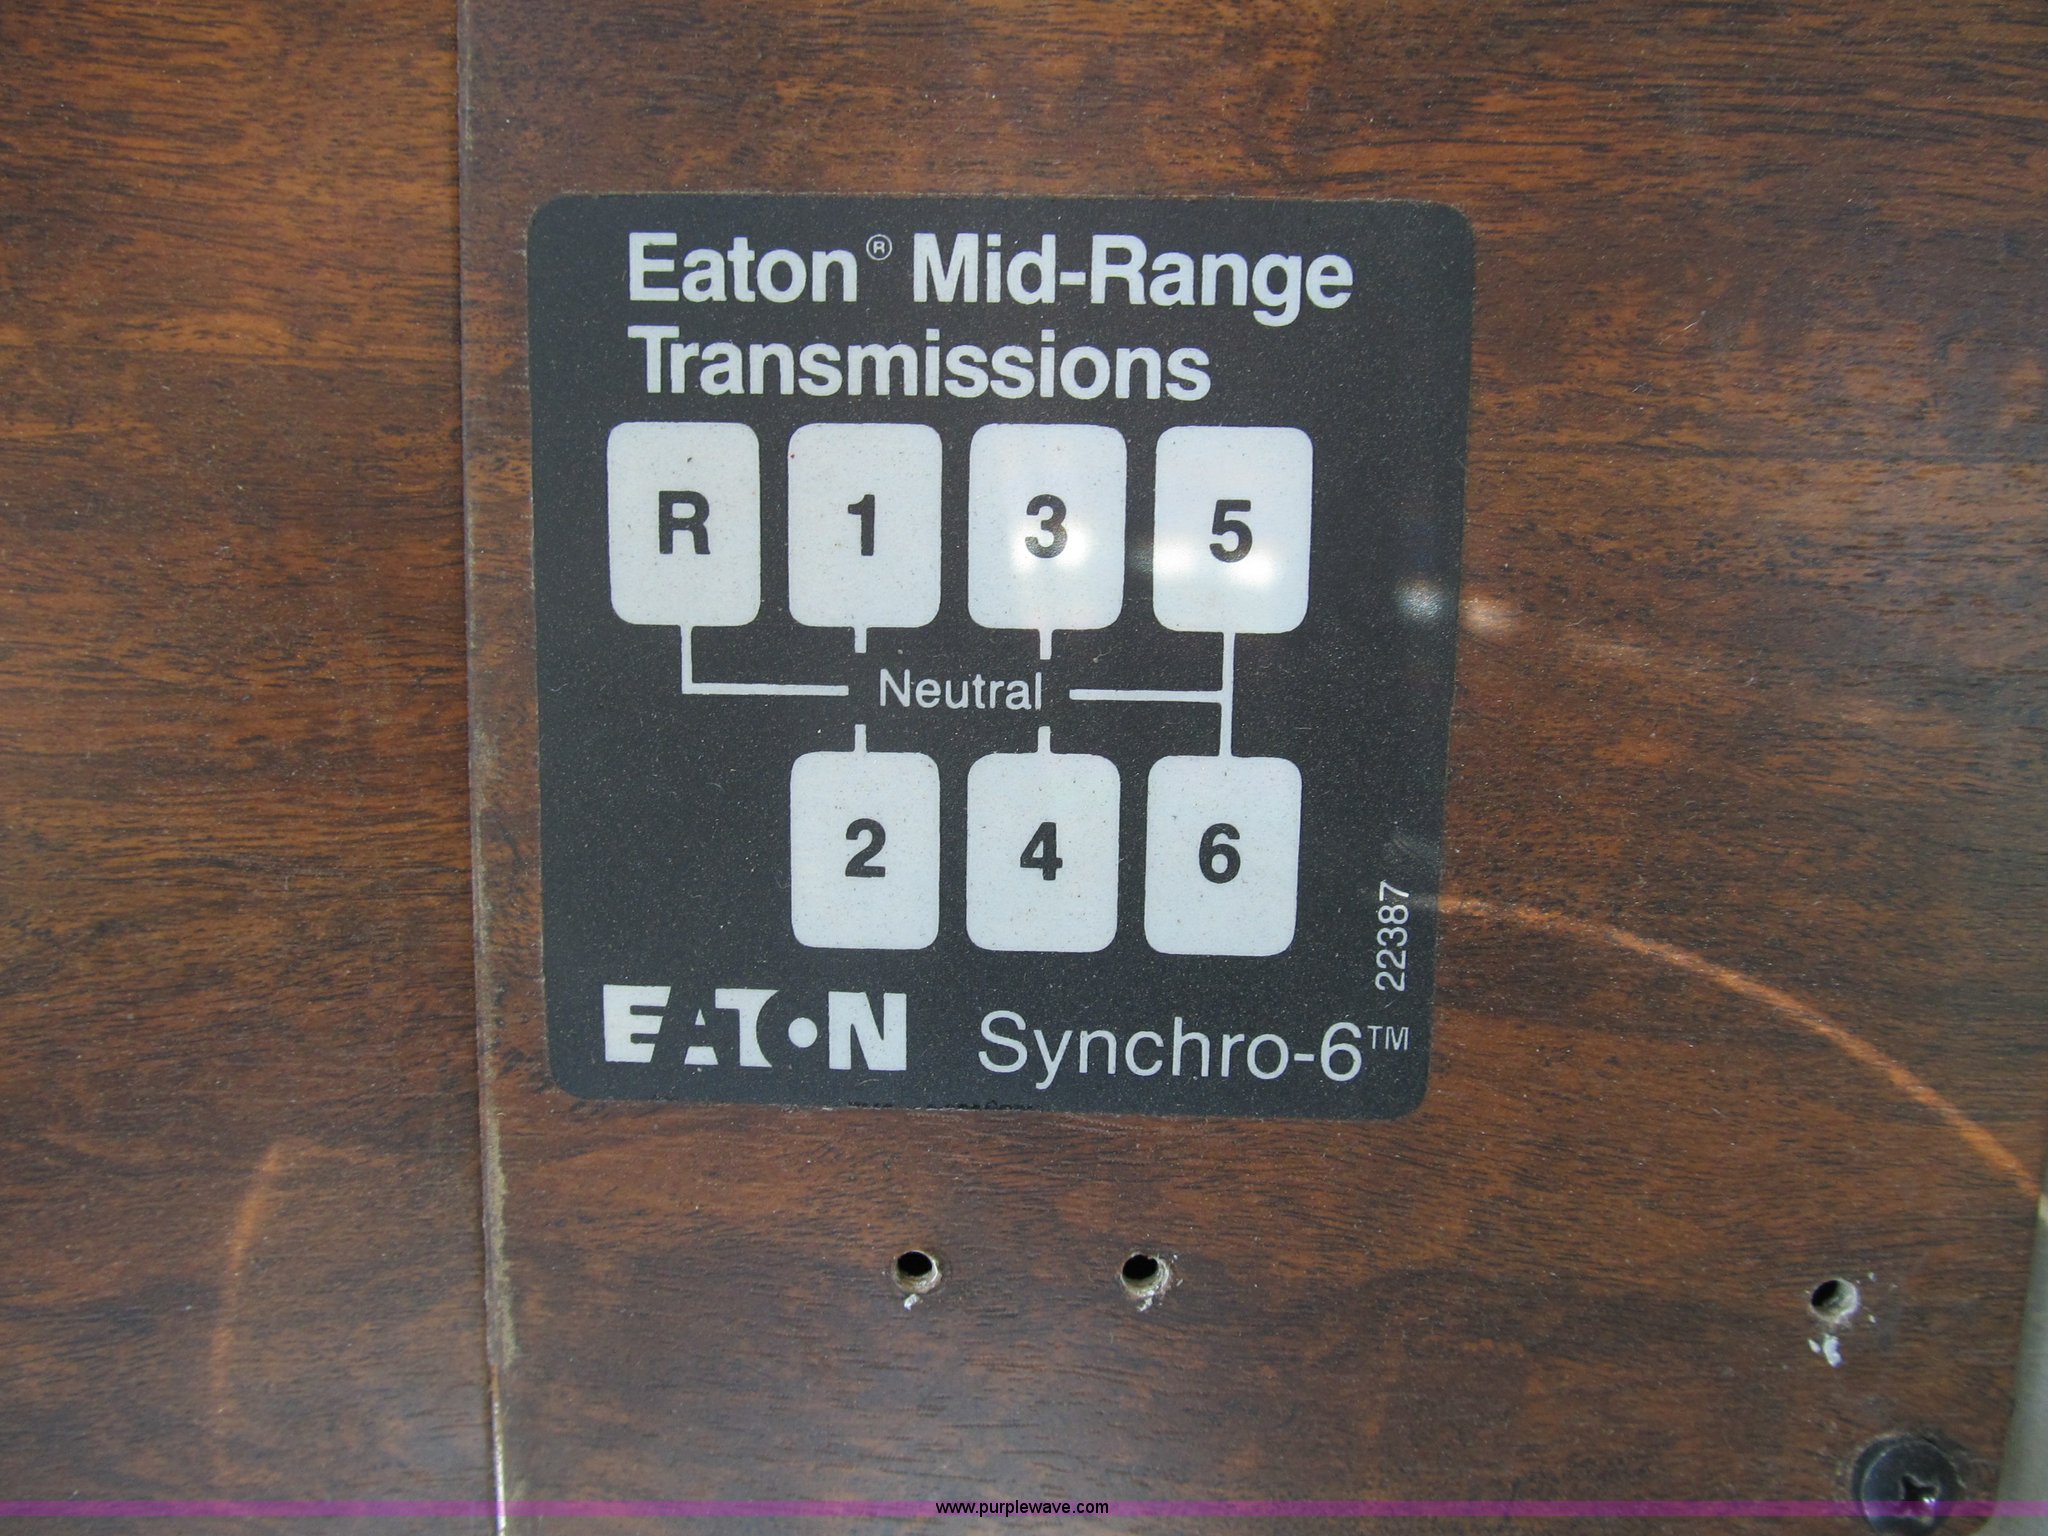 Eaton® Mid-Range
Transmissions
R 1 3 5
Neutral
2 4 6
22387
EATON Synchro-6™
www.purplewave.com